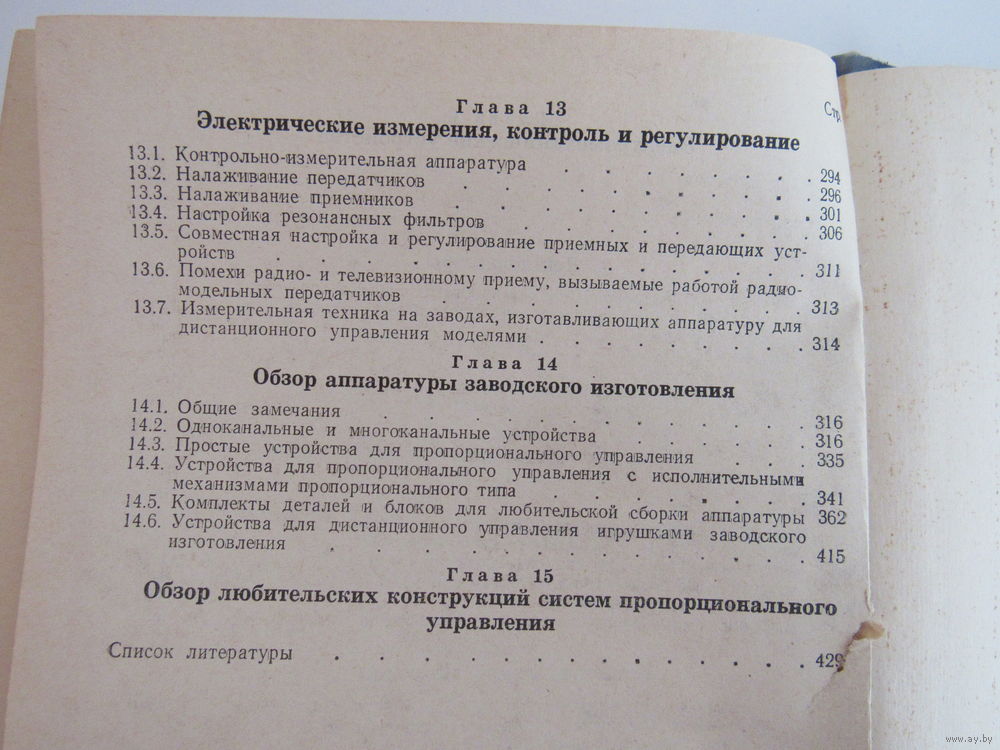 Глава 13
Стр.
Электрические измерения, контроль и регулирование
13.1. Контрольно-измерительная аппаратура . . . . . . . 294
13.2. Налаживание передатчиков . . . . . . . . . 296
13.3. Налаживание приемников . . . . . . . . . 301
13.4. Настройка резонансных фильтров . . . . . . . . 306
13.5. Совместная настройка и регулирование приемных и передающих уст-
ройств . . . . . . . . . . . . . . 311
13.6. Помехи радио- и телевизионному приему, вызываемые работой радио-
модельных передатчиков . . . . . . . . . 313
13.7. Измерительная техника на заводах, изготавливающих аппаратуру для
дистанционного управления моделями . . . . . . . 314
Глава 14
Обзор аппаратуры заводского изготовления
14.1. Общие замечания . . . . . . . . . . 316
14.2. Одноканальные и многоканальные устройства . . . . . 316
14.3. Простые устройства для пропорционального управления . . . 335
14.4. Устройства для пропорционального управления с исполнительными
механизмами пропорционального типа . . . . . . . 341
14.5. Комплекты деталей и блоков для любительской сборки аппаратуры 362
14.6. Устройства для дистанционного управления игрушками заводского
изготовления . . . . . . . . . . . 415
Глава 15
Обзор любительских конструкций систем пропорционального
управления
Список литературы . . . . . . . . . . . . 429
www.ay.by